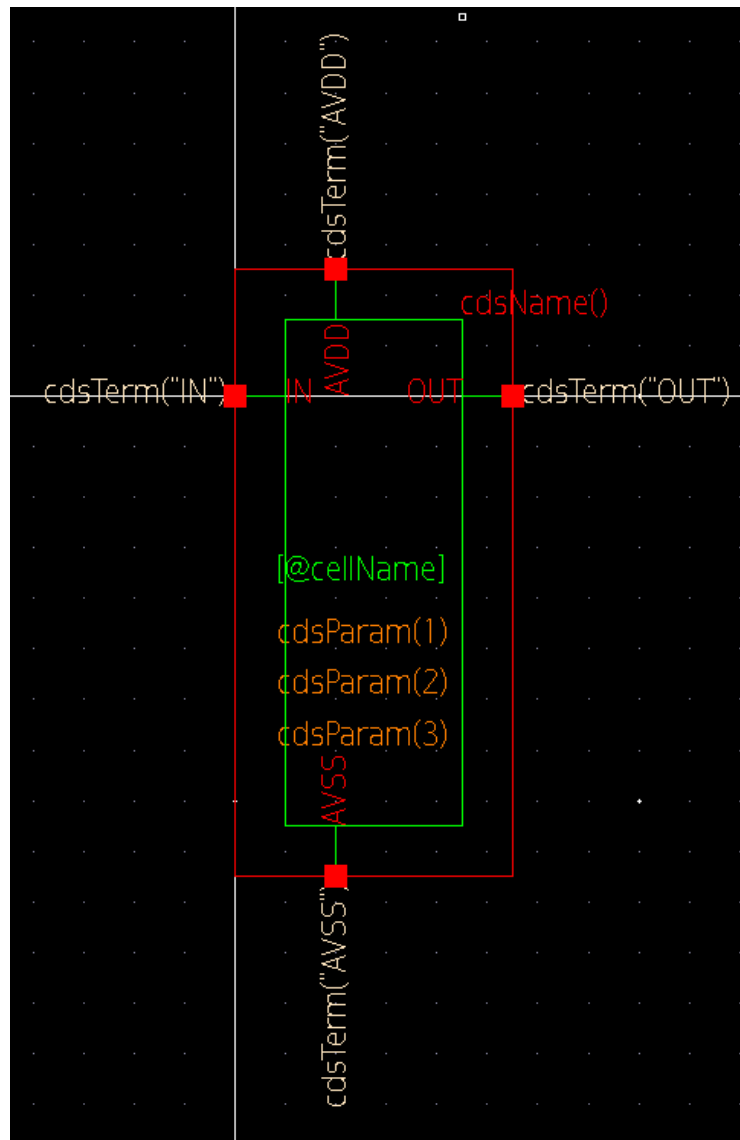 cdsTerm("AVDD")
cdsName()
AVDD
cdsTerm("IN")
IN
OUT
cdsTerm("OUT")
[@cellName]
cdsParam(1)
cdsParam(2)
cdsParam(3)
AVSS
cdsTerm("AVSS")